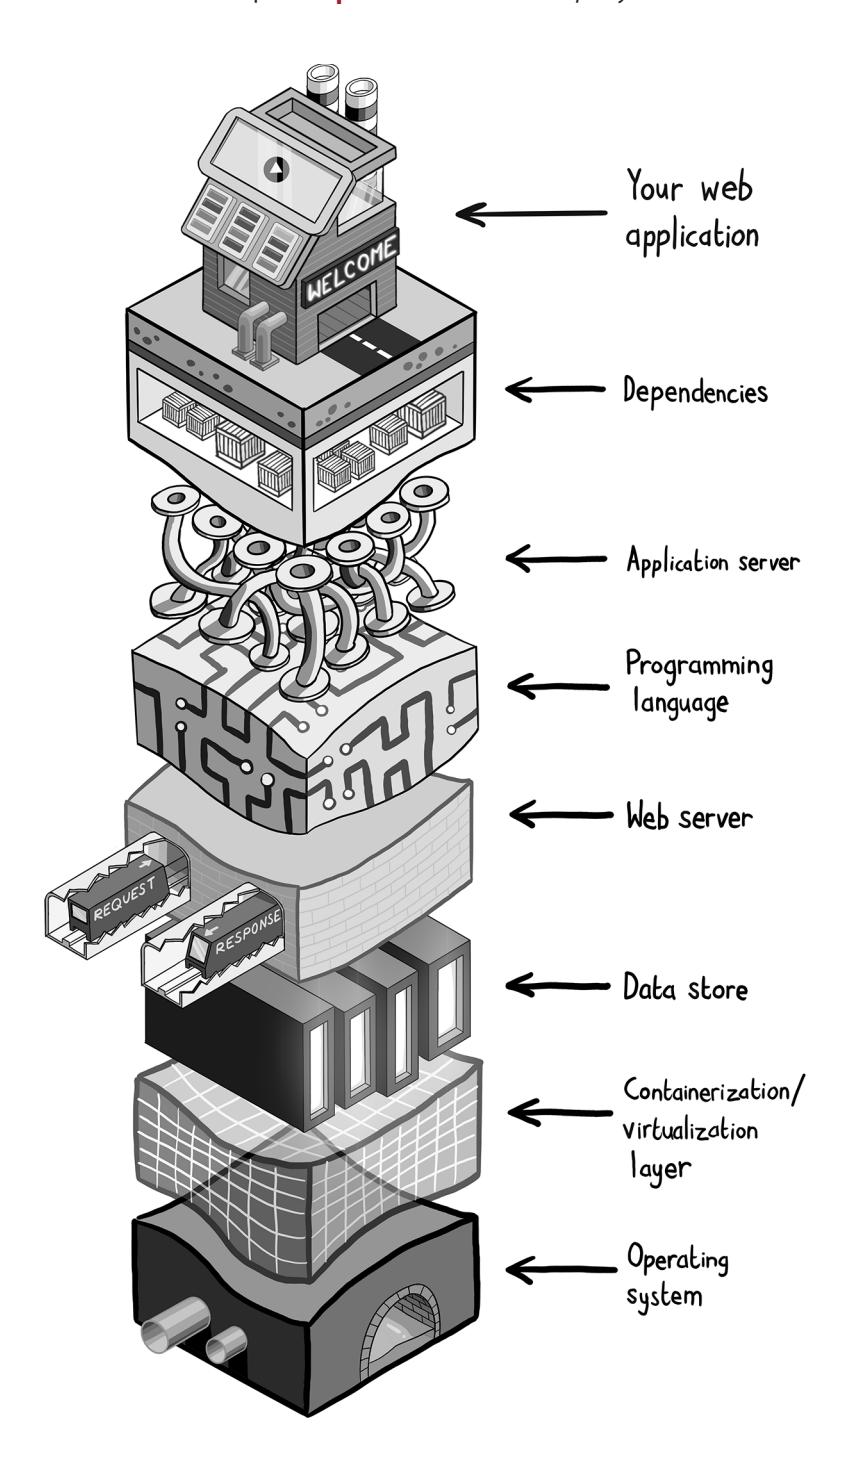 Your web
application
WELCOME
Dependencies
Application server
Programming
language
Web server
REQUEST
RESPONSE
Data store
Containerization/
virtualization
layer
Operating
system